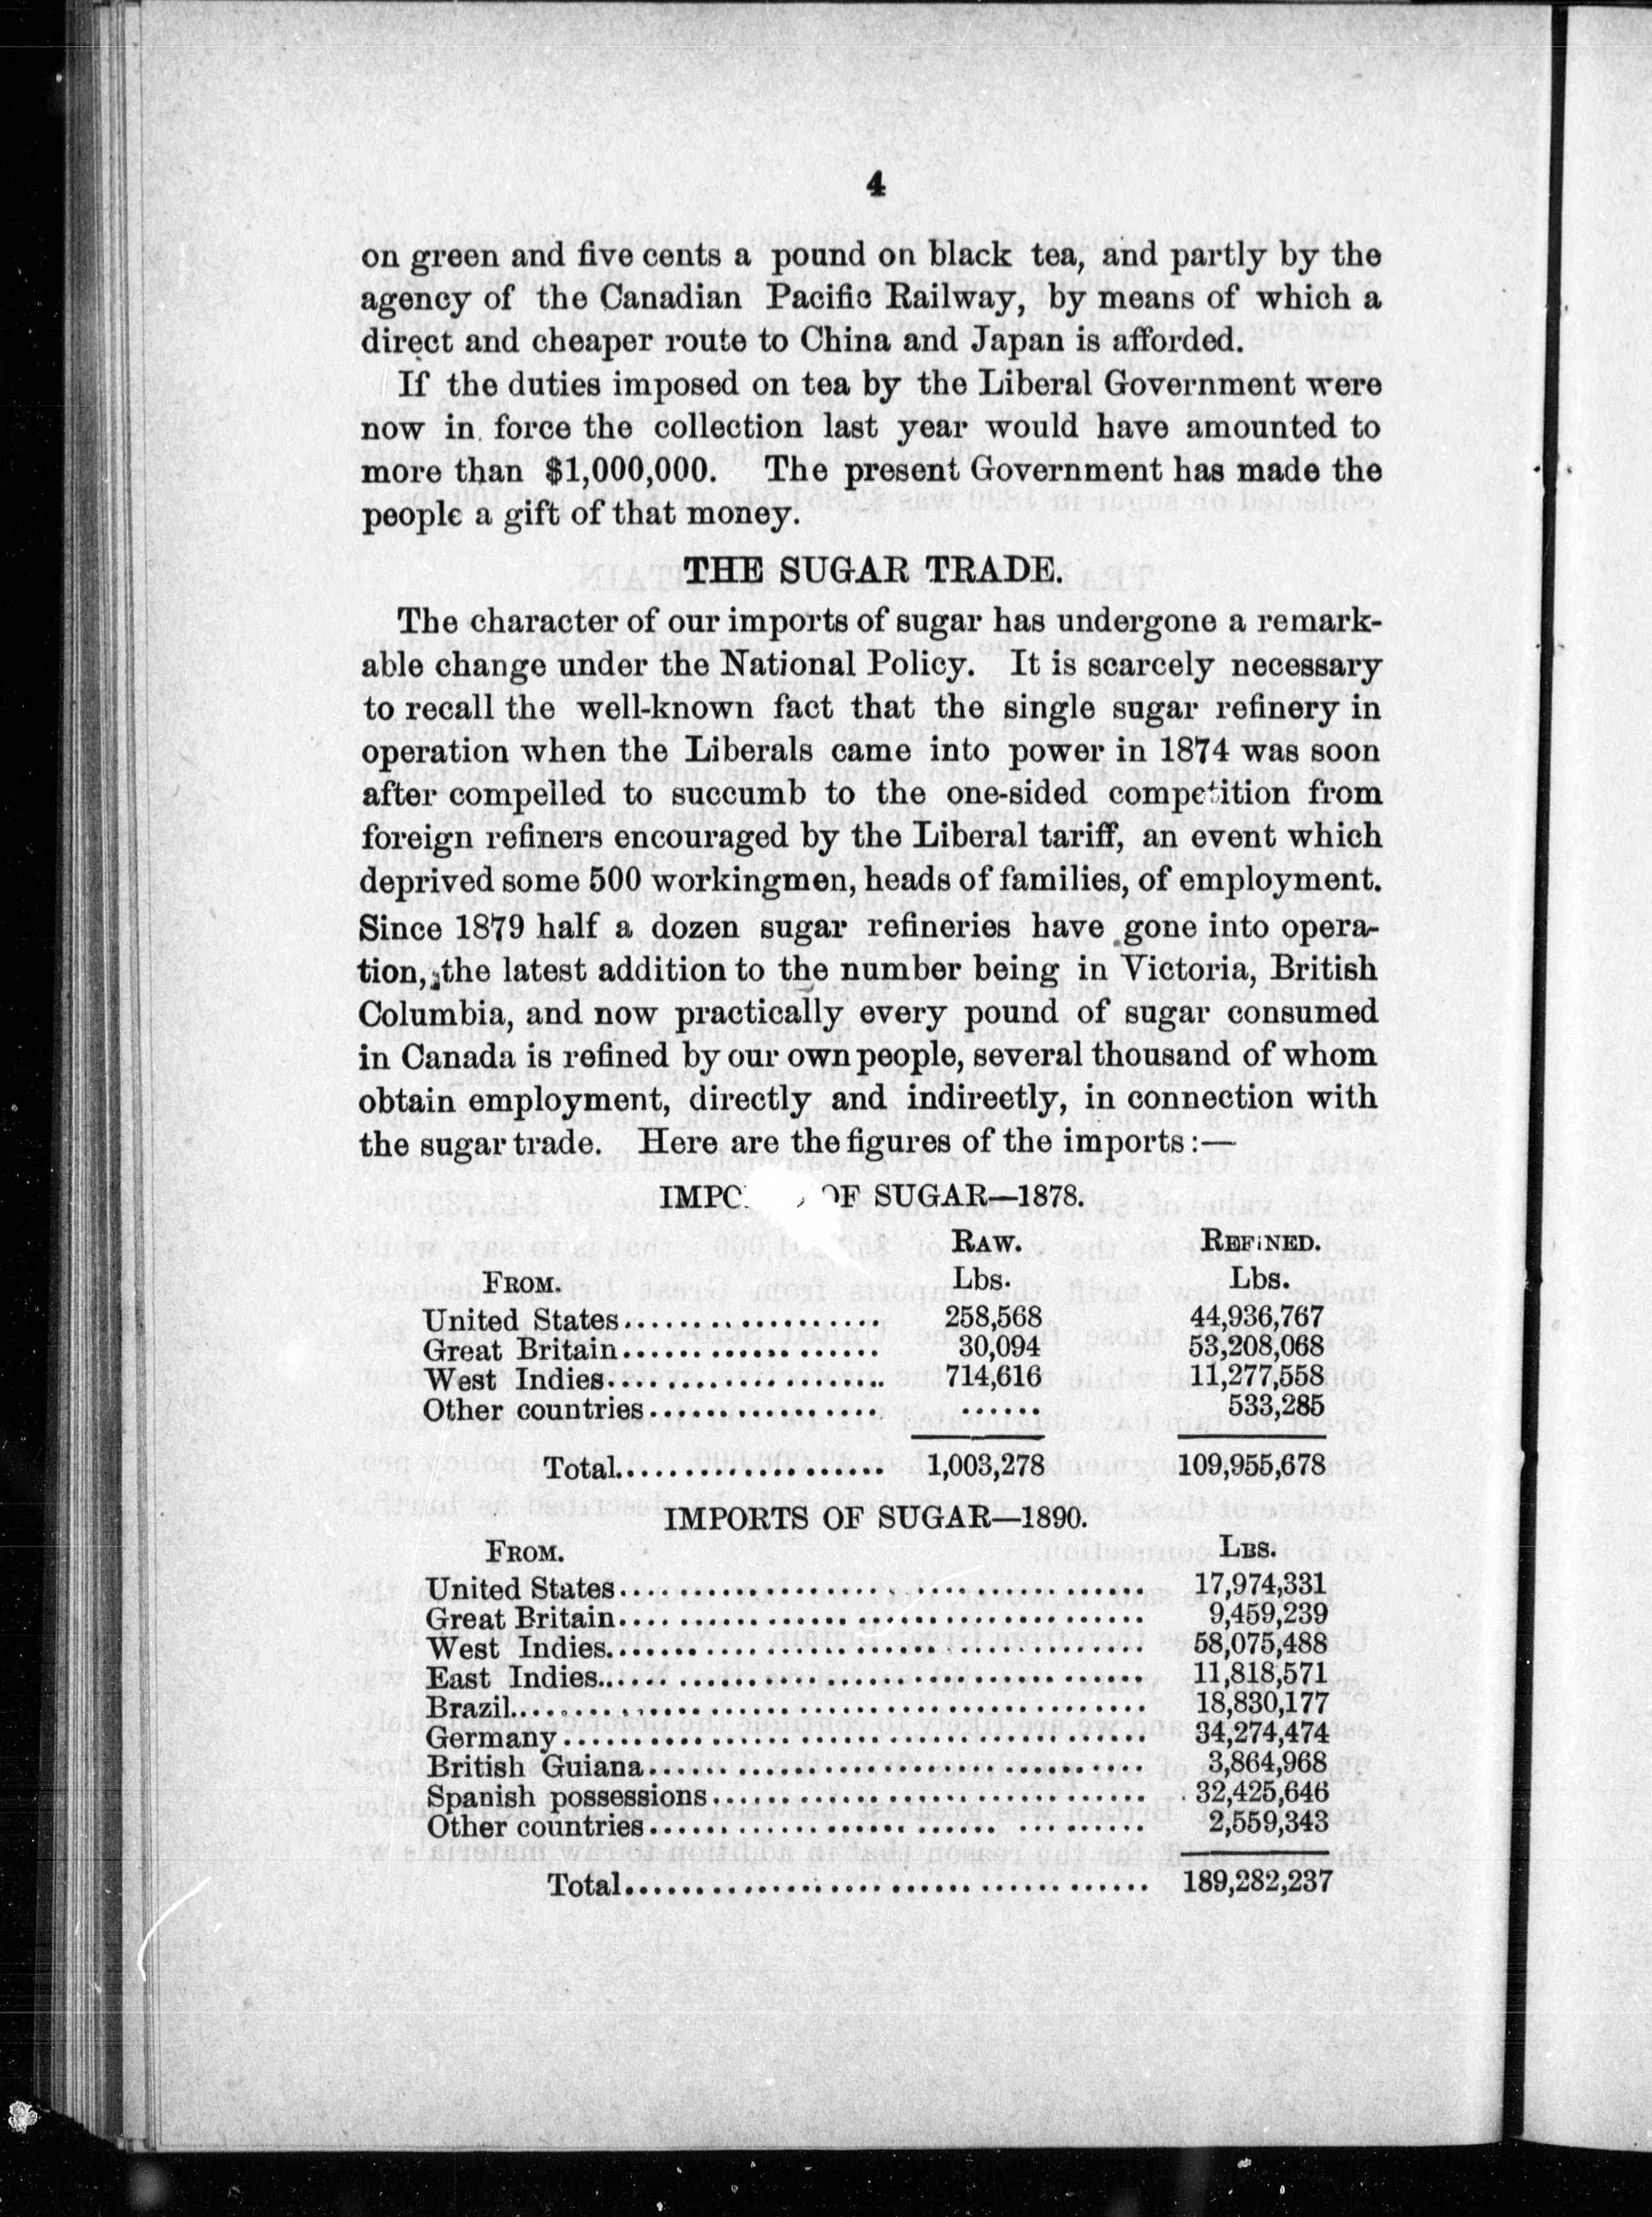 4
on green and five cents a pound on black tea, and partly by the
agency of the Canadian Pacific Railway, by means of which a
direct and cheaper route to China and Japan is afforded.
If the duties imposed on tea by the Liberal Government were
now in force the collection last year would have amounted to
more than $1,000,000. The present Government has made the
people a gift of that money.
THE SUGAR TRADE.
The character of our imports of sugar has undergone a remark-
able change under the National Policy. It is scarcely necessary
to recall the well-known fact that the single sugar refinery in
operation when the Liberals came into power in 1874 was soon
after compelled to succumb to the one-sided competition from
foreign refiners encouraged by the Liberal tariff, an event which
deprived some 500 workingmen, heads of families, of employment.
Since 1879 half a dozen sugar refineries have gone into opera-
tion, the latest addition to the number being in Victoria, British
Columbia, and now practically every pound of sugar consumed
in Canada is refined by our own people, several thousand of whom
obtain employment, directly and indireetly, in connection with
the sugar trade. Here are the figures of the imports:—
OF SUGAR—1878.
RAW. REFINED.
FROM. Lbs. Lbs.
United States.................. 258,568 44,936,767
Great Britain.................. 30,094 53,208,068
West Indies.................... 714,616 11,277,558
Other countries................ ...... 533,285
Total................... 1,003,278 109,955,678
IMPORTS OF SUGAR—1890.
FROM. LBS.
United States.................................... 17,974,331
Great Britain.................................... 9,459,239
West Indies...................................... 58,075,488
East Indies...................................... 11,818,571
Brazil........................................... 18,830,177
Germany.......................................... 34,274,474
British Guiana................................... 3,864,968
Spanish possessions.............................. 32,425,646
Other countries.................................. 2,559,343
Total..................................... 189,282,237